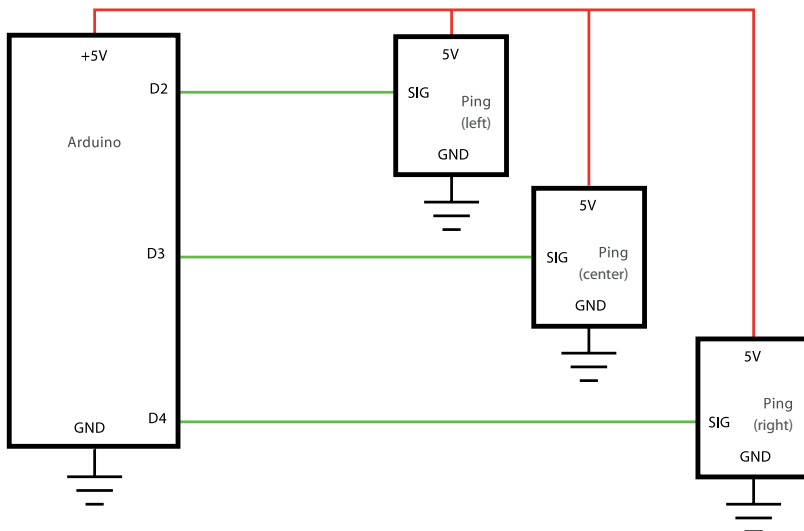 +5V
D2
Arduino
D3
D4
GND
5V
SIG
Ping
(left)
GND
5V
SIG
Ping
(center)
GND
5V
SIG
Ping
(right)
GND